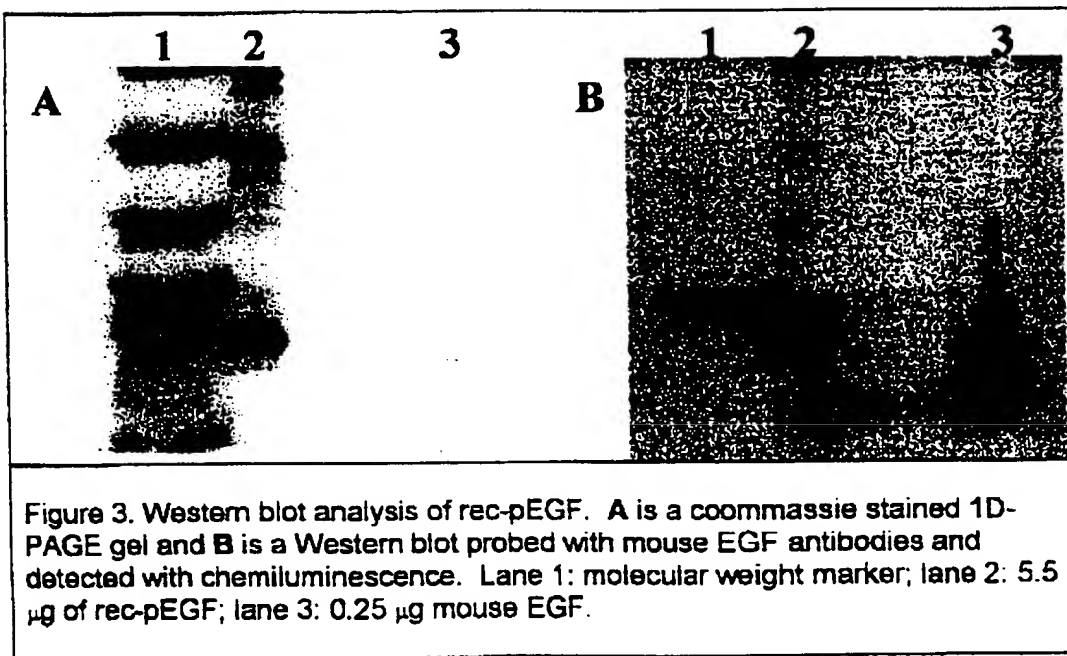 1 2 3 1 2 3
A B
Figure 3. Western blot analysis of rec-pEGF. A is a coommassie stained 1D-
PAGE gel and B is a Western blot probed with mouse EGF antibodies and
detected with chemiluminescence. Lane 1: molecular weight marker; lane 2: 5.5
µg of rec-pEGF; lane 3: 0.25 µg mouse EGF.